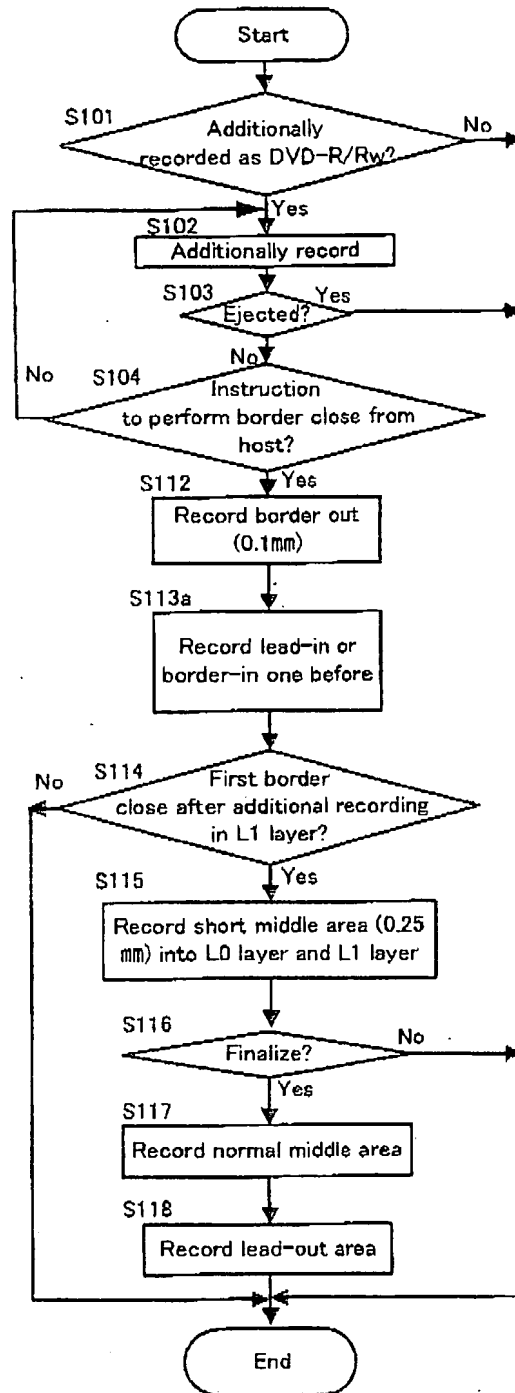 Start
S101
Additionally
recorded as DVD-R/Rw?
No
Yes
S102
Additionally record
S103
Yes
Ejected?
No
No
S104
Instruction
to perform border close from
host?
S112
Yes
Record border out
(0.1mm)
S113a
Record lead-in or
border-in one before
No
S114
First border
close after additional recording
in L1 layer?
S115
Yes
Record short middle area (0.25
mm) into L0 layer and L1 layer
S116
No
Finalize?
Yes
S117
Record normal middle area
S118
Record lead-out area
End